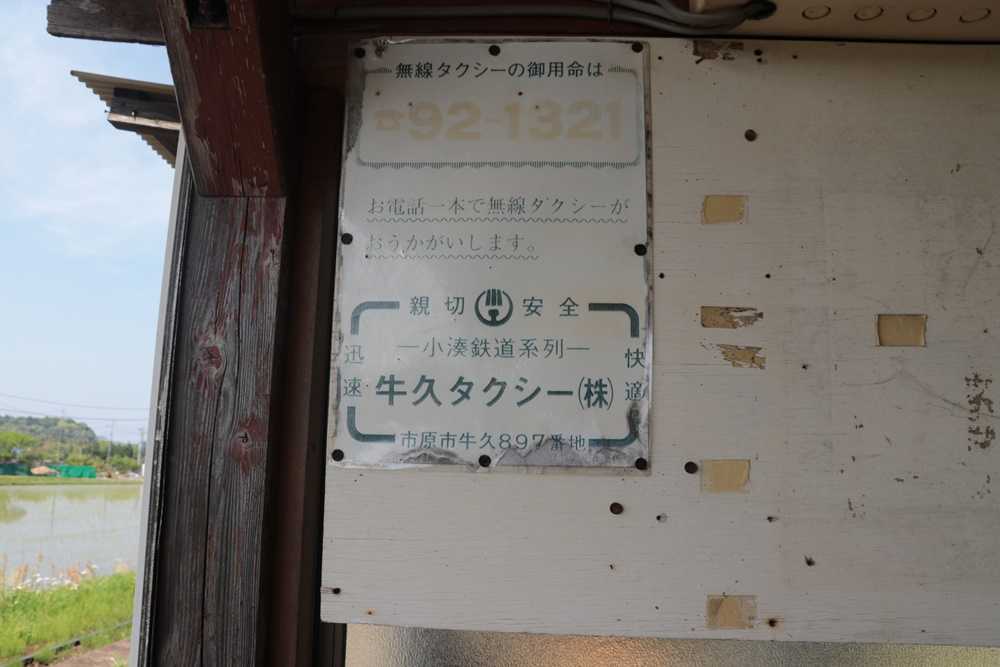 無線タクシーの御用命は
☎92-1321
お電話一本で無線タクシーが
おうかがいします。
親切 安全
迅速
快適
―小湊鉄道系列―
牛久タクシー(株)
市原市牛久897番地